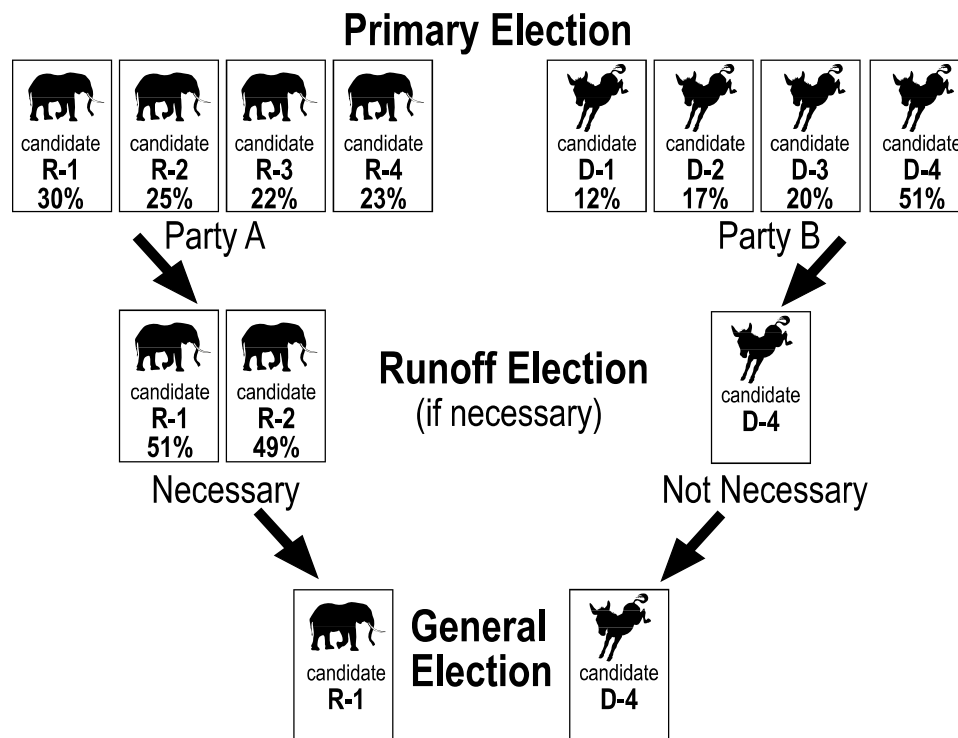 Primary Election
candidate
R-1
30%
candidate
R-2
25%
candidate
R-3
22%
candidate
R-4
23%
Party A
candidate
D-1
12%
candidate
D-2
17%
candidate
D-3
20%
candidate
D-4
51%
Party B
candidate
R-1
51%
candidate
R-2
49%
Necessary
Runoff Election
(if necessary)
candidate
D-4
Not Necessary
candidate
R-1
General
Election
candidate
D-4